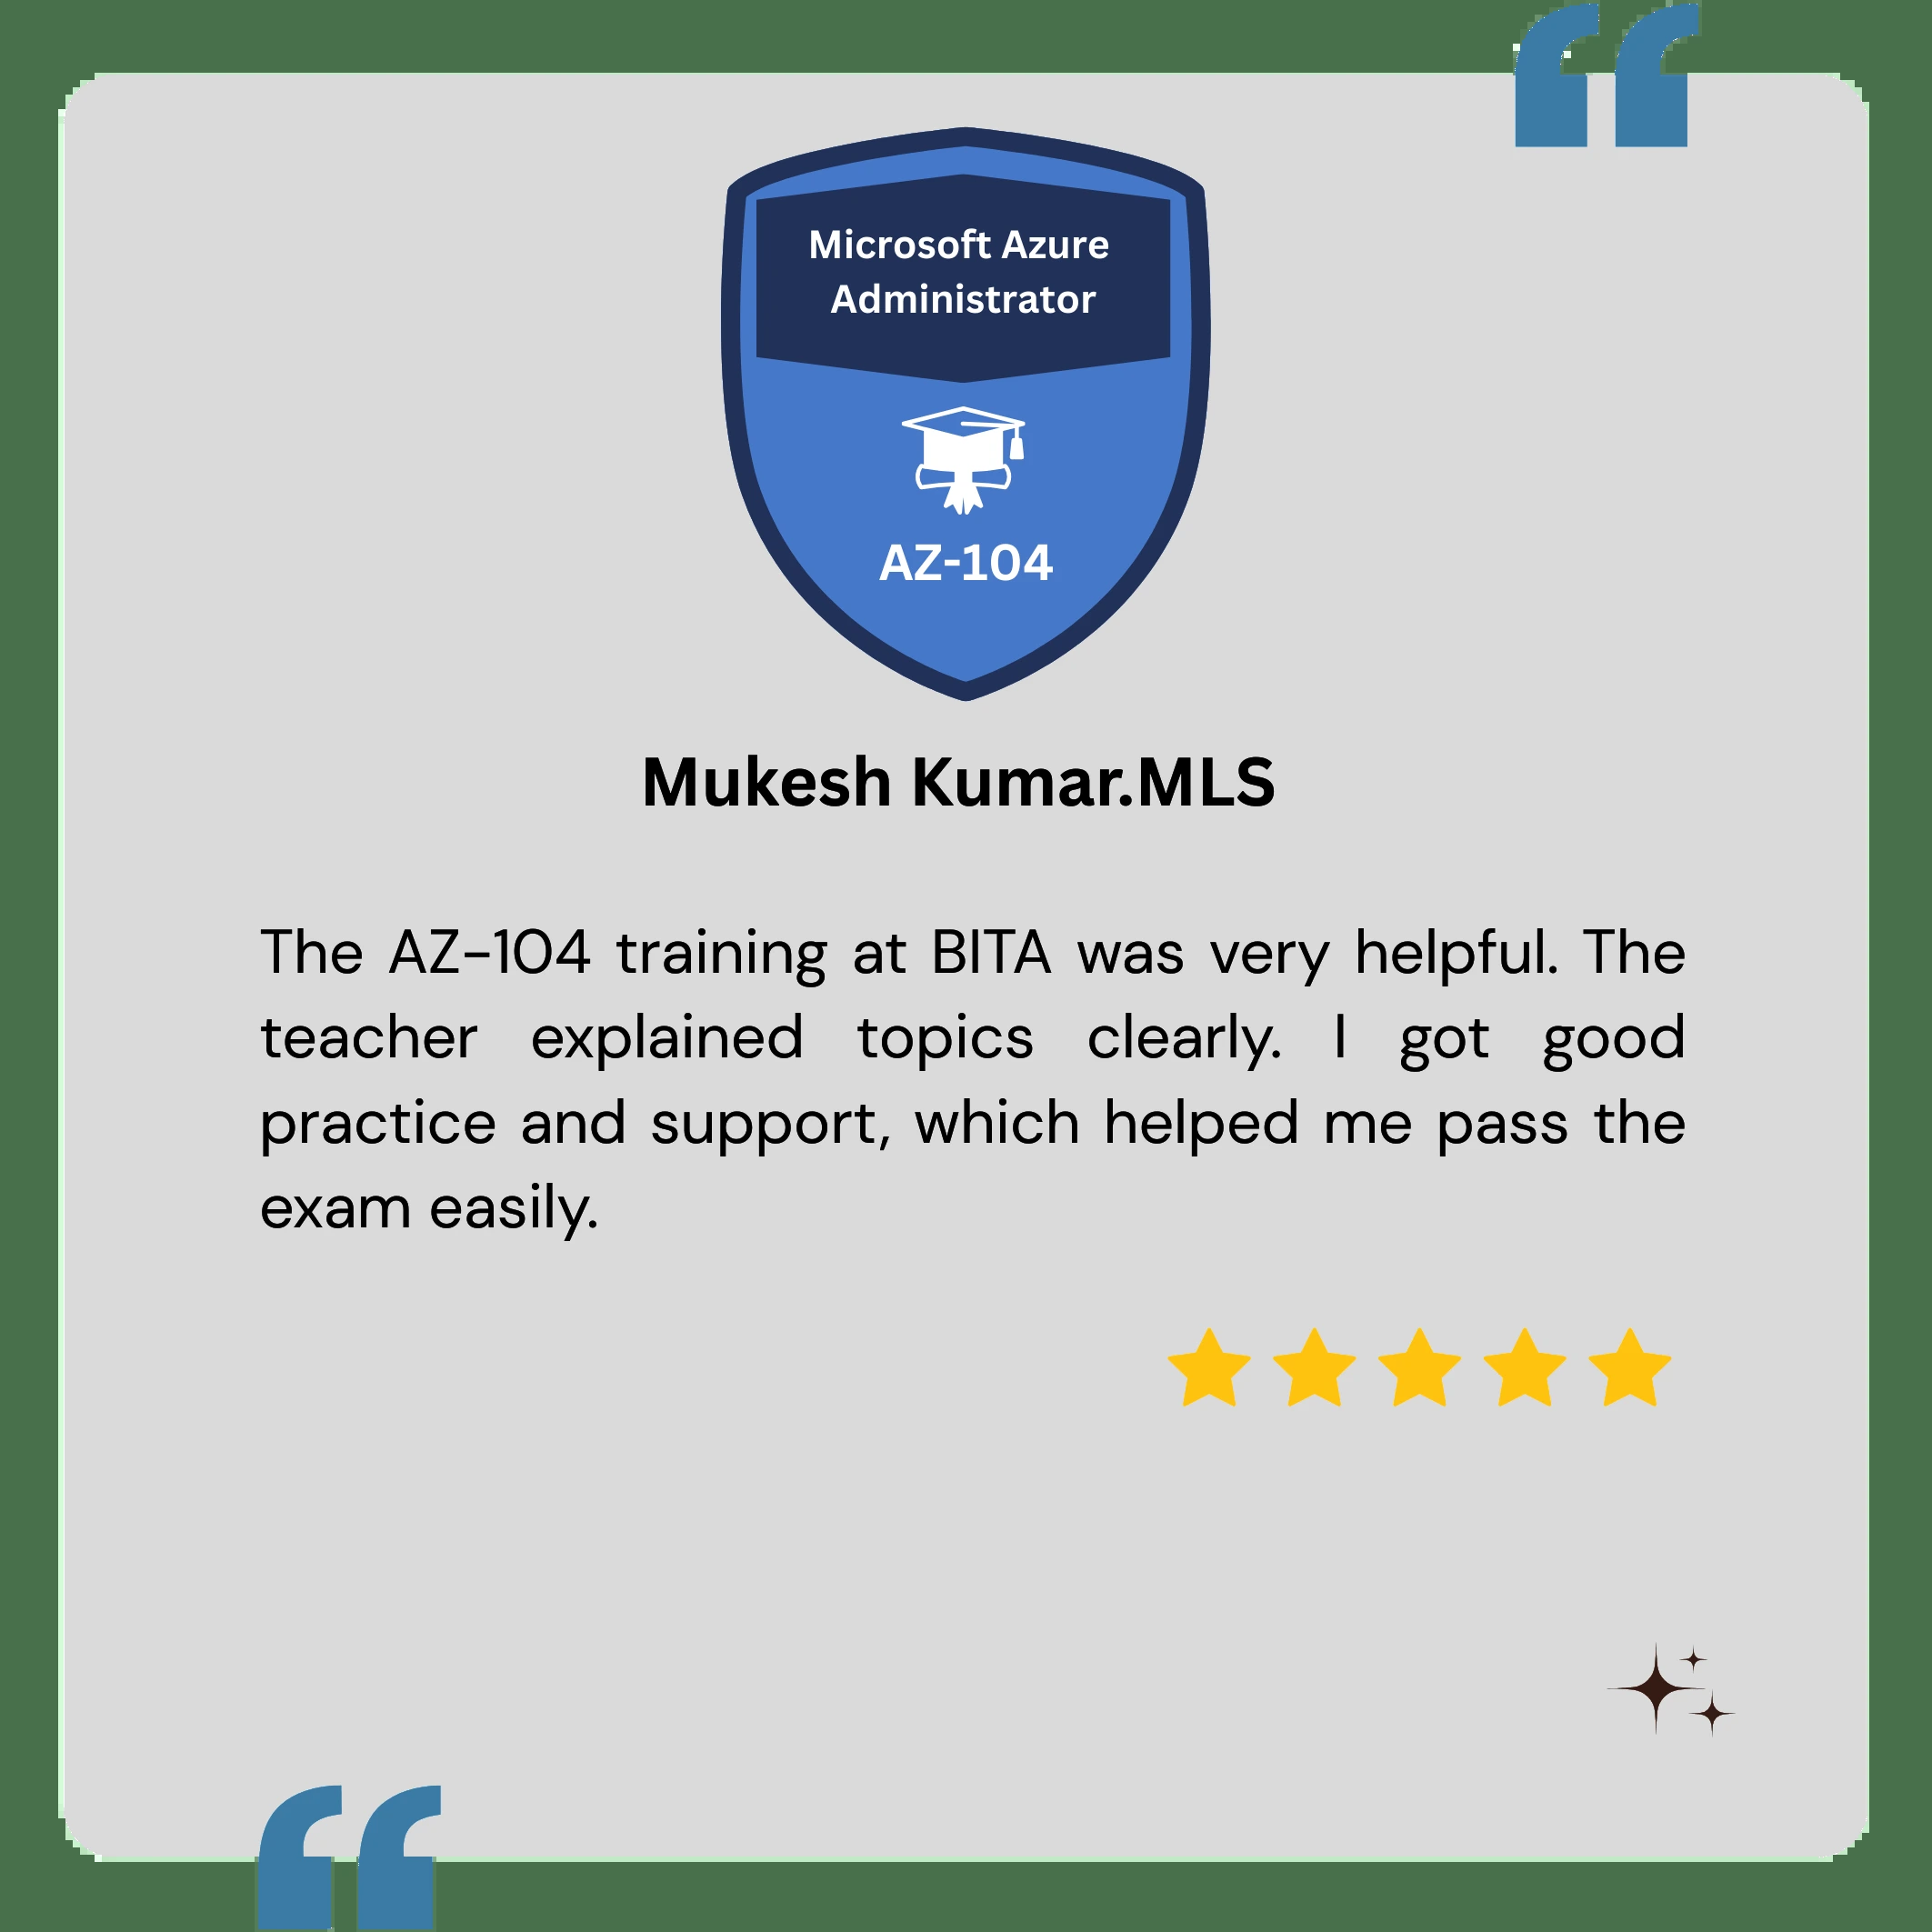 Microsoft Azure
Administrator
AZ-104
Mukesh Kumar.MLS
The AZ-104 training at BITA was very helpful. The
teacher explained topics clearly. I got good
practice and support, which helped me pass the
exam easily.